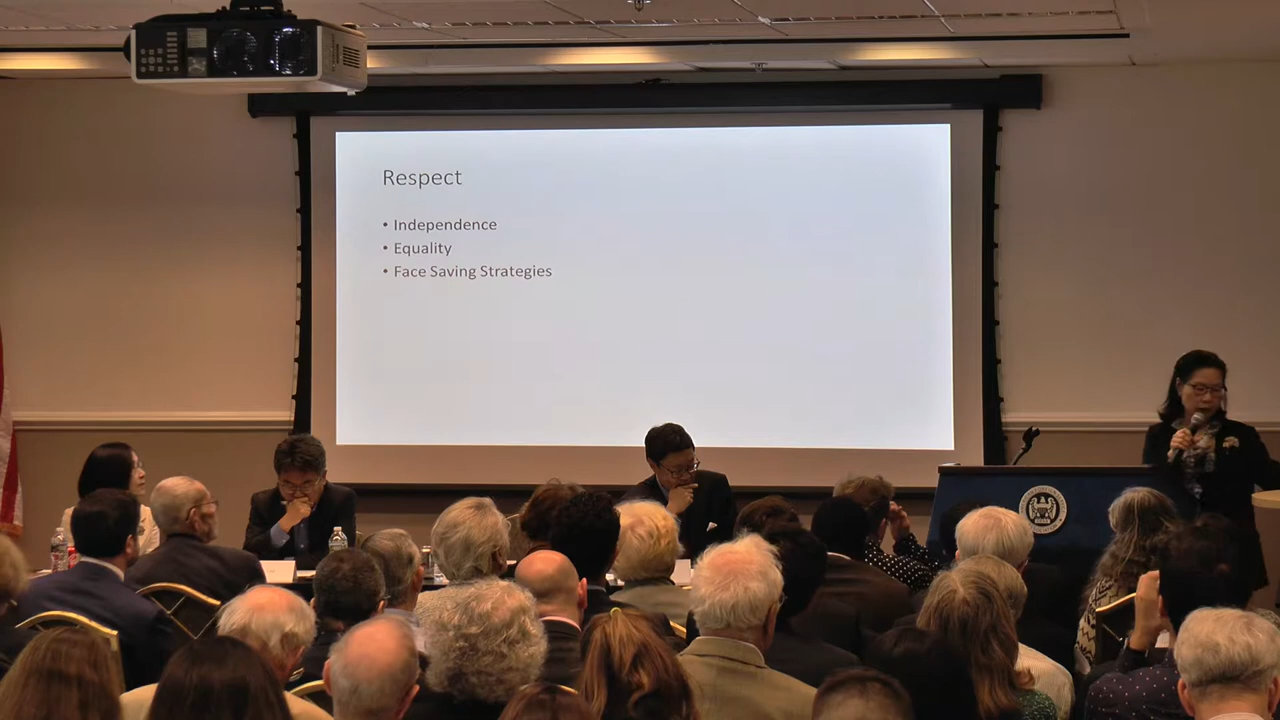 Respect
• Independence
• Equality
• Face Saving Strategies